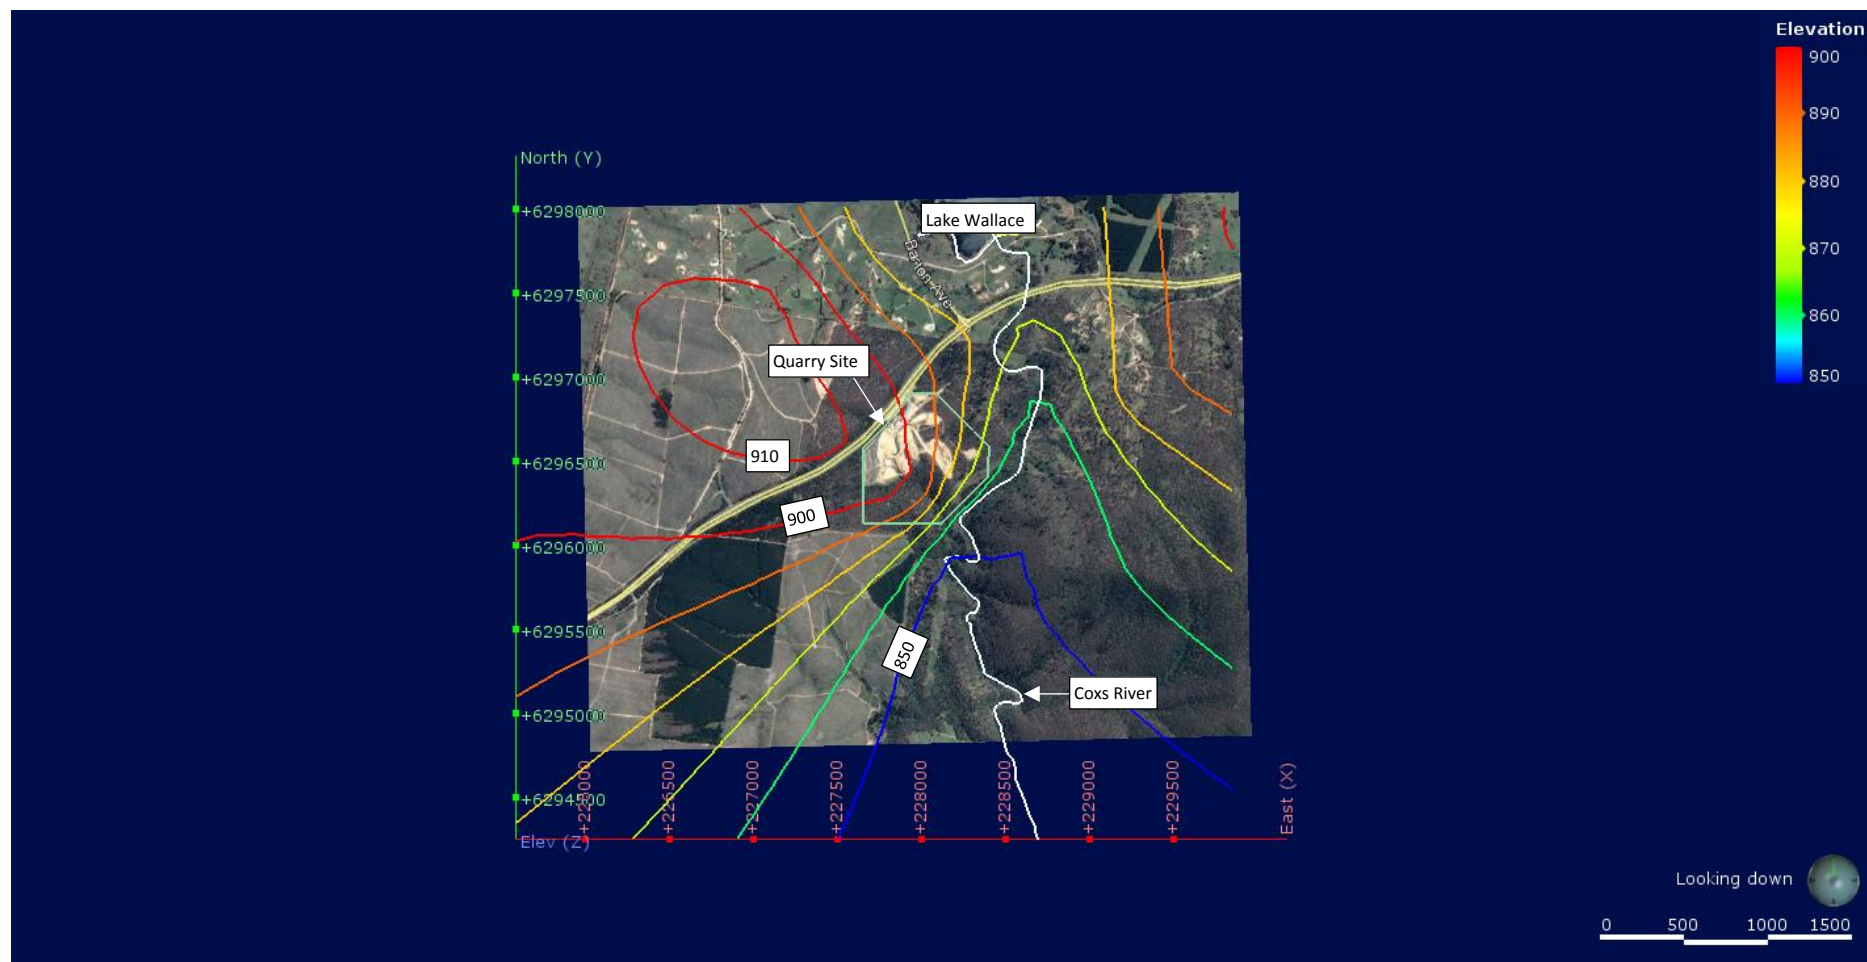 Elevation
900
890
880
870
860
850
North (Y)
+6298000
+6297500
+6297000
+6296500
+6296000
+6295500
+6295000
+6294500
Lake Wallace
Barton Ave
Quarry Site
910
900
850
Coxs River
+226000
+226500
+227000
+227500
+228000
+228500
+229000
+229500
East (X)
Elev (Z)
Looking down
0 500 1000 1500